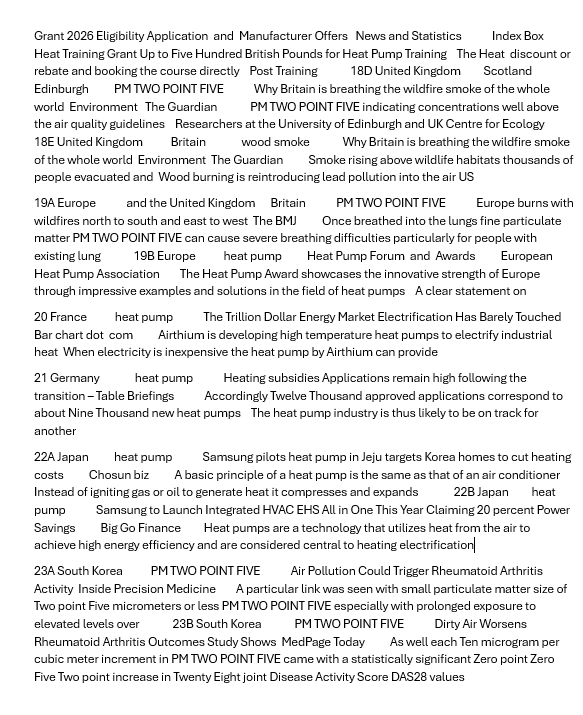 Grant 2026 Eligibility Application  and  Manufacturer Offers   News and Statistics          Index Box
Heat Training Grant Up to Five Hundred British Pounds for Heat Pump Training   The Heat  discount or
rebate and booking the course directly   Post Training           18D United Kingdom       Scotland
Edinburgh        PM TWO POINT FIVE          Why Britain is breathing the wildfire smoke of the whole
world  Environment  The Guardian           PM TWO POINT FIVE indicating concentrations well above
the air quality guidelines   Researchers at the University of Edinburgh and UK Centre for Ecology
18E United Kingdom         Britain           wood smoke          Why Britain is breathing the wildfire smoke
of the whole world  Environment  The Guardian        Smoke rising above wildlife habitats thousands of
people evacuated and  Wood burning is reintroducing lead pollution into the air US
19A Europe          and the United Kingdom     Britain          PM TWO POINT FIVE          Europe burns with
wildfires north to south and east to west  The BMJ        Once breathed into the lungs fine particulate
matter PM TWO POINT FIVE can cause severe breathing difficulties particularly for people with
existing lung          19B Europe         heat pump        Heat Pump Forum  and  Awards        European
Heat Pump Association      The Heat Pump Award showcases the innovative strength of Europe
through impressive examples and solutions in the field of heat pumps   A clear statement on
20 France         heat pump          The Trillion Dollar Energy Market Electrification Has Barely Touched
Bar chart dot  com        Airthium is developing high temperature heat pumps to electrify industrial
heat  When electricity is inexpensive the heat pump by Airthium can provide
21 Germany           heat pump          Heating subsidies Applications remain high following the
transition – Table Briefings         Accordingly Twelve Thousand approved applications correspond to
about Nine Thousand new heat pumps   The heat pump industry is thus likely to be on track for
another
22A Japan        heat pump          Samsung pilots heat pump in Jeju targets Korea homes to cut heating
costs        Chosun biz        A basic principle of a heat pump is the same as that of an air conditioner
Instead of igniting gas or oil to generate heat it compresses and expands           22B Japan       heat
pump         Samsung to Launch Integrated HVAC EHS All in One This Year Claiming 20 percent Power
Savings        Big Go Finance       Heat pumps are a technology that utilizes heat from the air to
achieve high energy efficiency and are considered central to heating electrification
23A South Korea         PM TWO POINT FIVE          Air Pollution Could Trigger Rheumatoid Arthritis
Activity  Inside Precision Medicine      A particular link was seen with small particulate matter size of
Two point Five micrometers or less PM TWO POINT FIVE especially with prolonged exposure to
elevated levels over          23B South Korea          PM TWO POINT FIVE          Dirty Air Worsens
Rheumatoid Arthritis Outcomes Study Shows  MedPage Today        As well each Ten microgram per
cubic meter increment in PM TWO POINT FIVE came with a statistically significant Zero point Zero
Five Two point increase in Twenty Eight joint Disease Activity Score DAS28 values